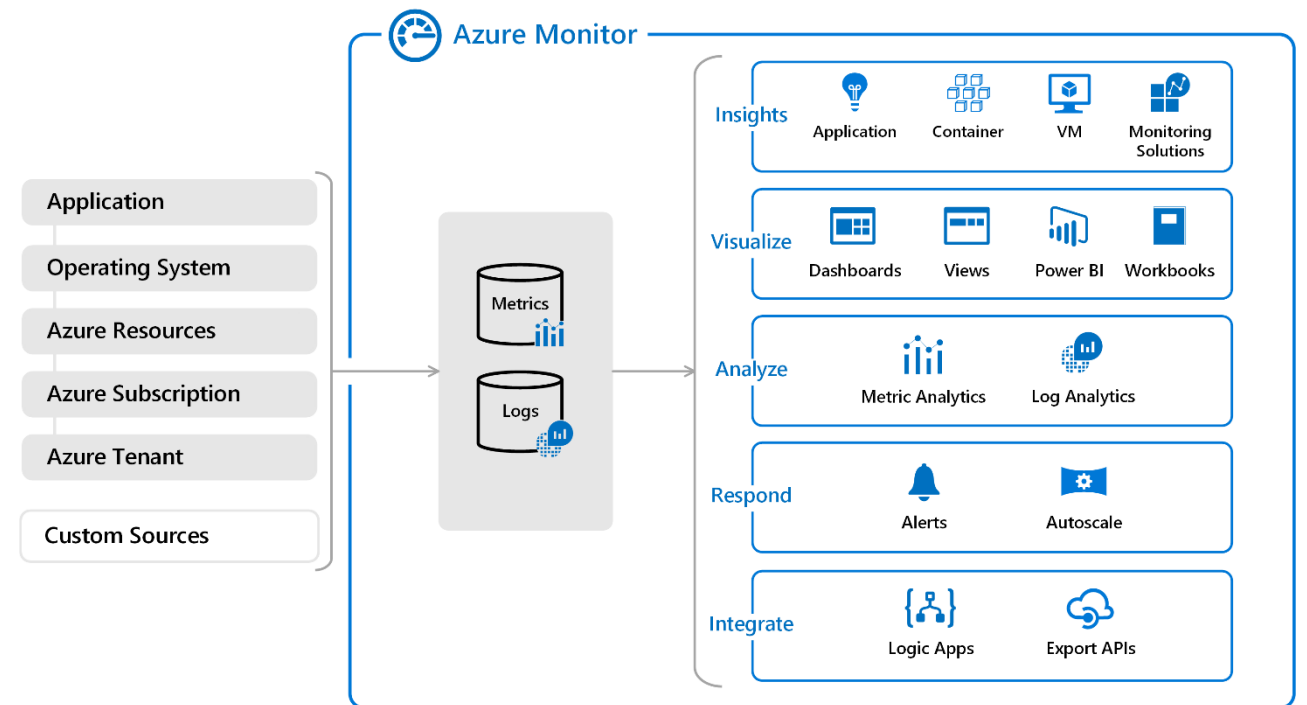 Azure Monitor
Application
Operating System
Azure Resources
Azure Subscription
Azure Tenant
Custom Sources
Metrics
Logs
Insights
Application
Container
VM
Monitoring
Solutions
Visualize
Dashboards
Views
Power BI
Workbooks
Analyze
Metric Analytics
Log Analytics
Respond
Alerts
Autoscale
Integrate
Logic Apps
Export APIs